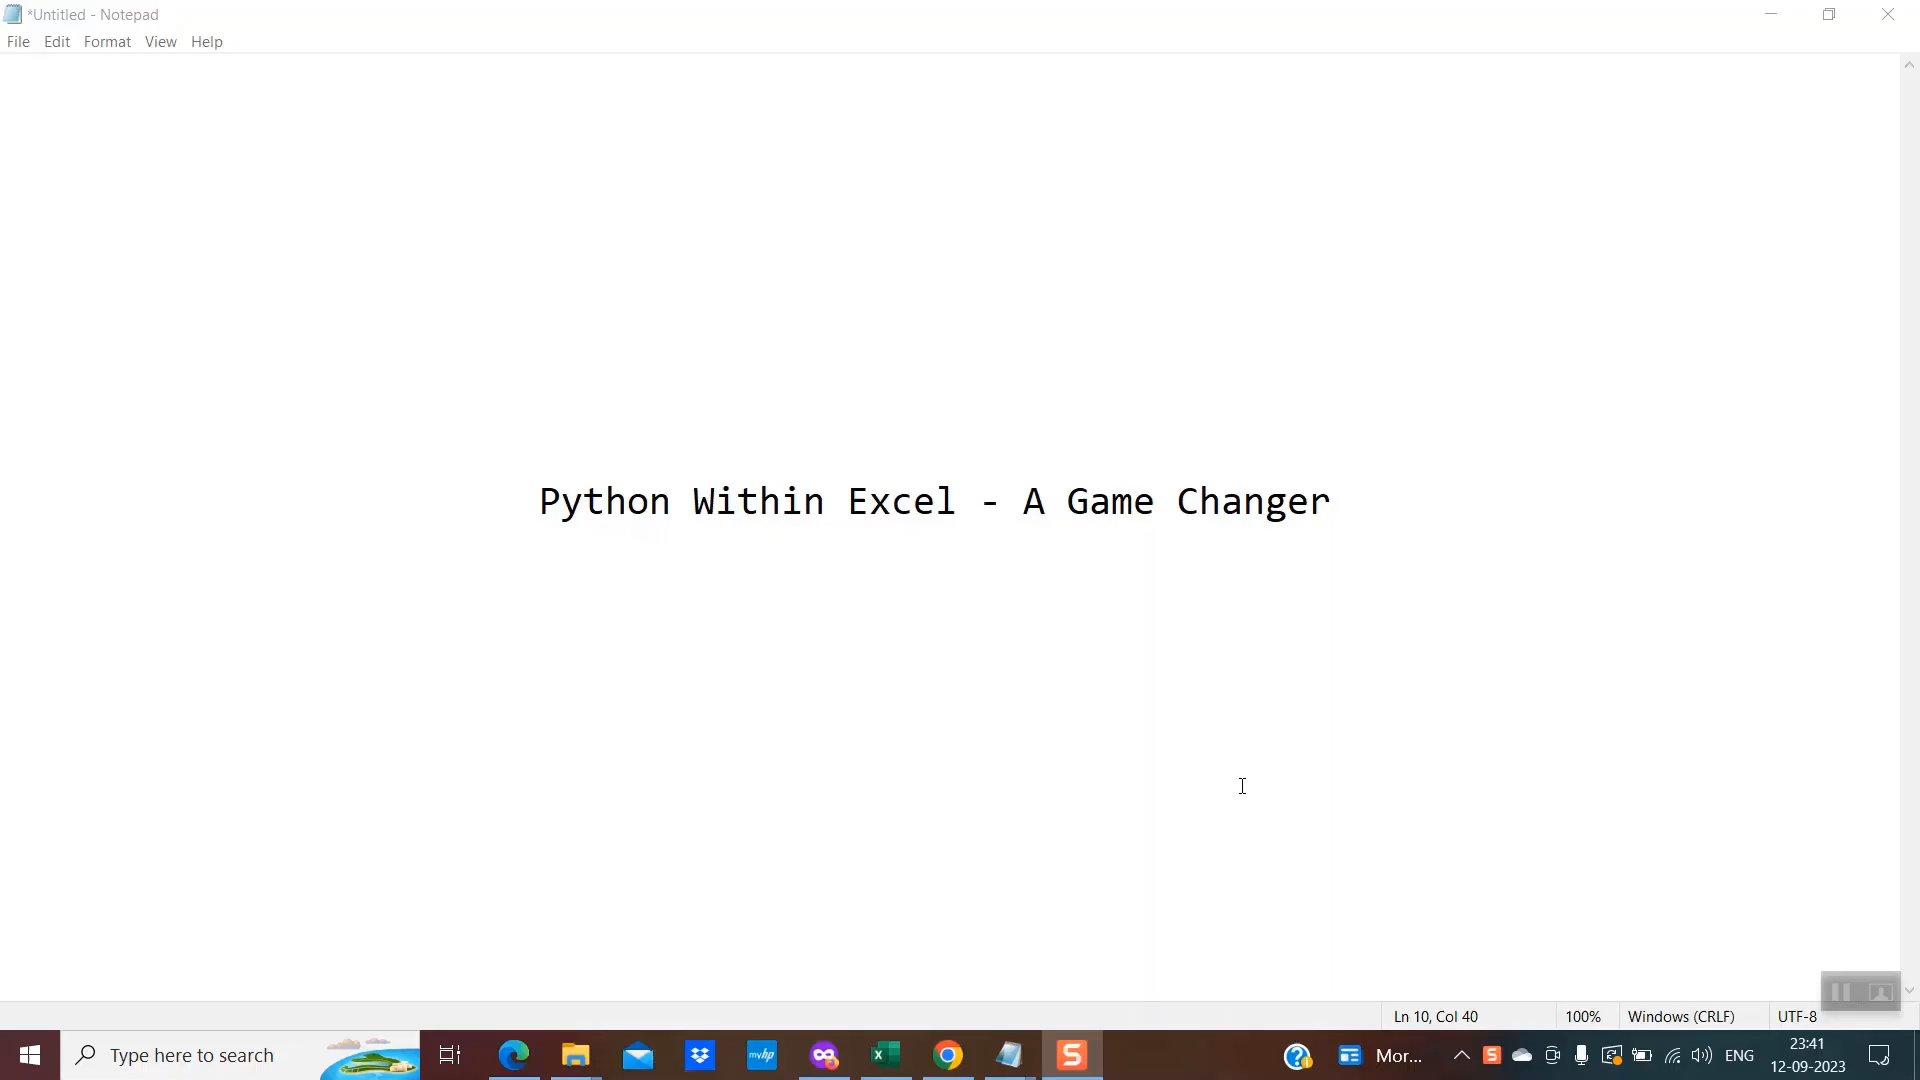 *Untitled - Notepad
File Edit Format View Help
Python Within Excel - A Game Changer
Ln 10, Col 40 100% Windows (CRLF) UTF-8
Type here to search
myhp
X
S
?
Mor...
S
ENG
23:41
12-09-2023